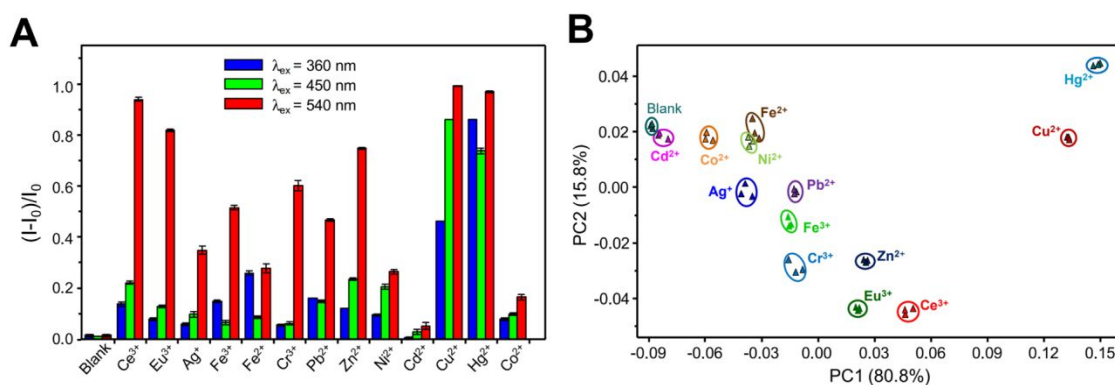 A
(I-I₀)/I₀
1.0
0.8
0.6
0.4
0.2
0.0
λex = 360 nm
λex = 450 nm
λex = 540 nm
Blank
Ce³⁺
Eu³⁺
Ag⁺
Fe³⁺
Fe²⁺
Cr³⁺
Pb²⁺
Zn²⁺
Ni²⁺
Cd²⁺
Cu²⁺
Hg²⁺
Co²⁺
B
PC2 (15.8%)
0.04
0.02
0.00
-0.02
-0.04
Hg²⁺
Blank
Fe²⁺
Cu²⁺
Cd²⁺
Co²⁺
Ni²⁺
Ag⁺
Pb²⁺
Fe³⁺
Cr³⁺
Zn²⁺
Eu³⁺
Ce³⁺
-0.09 -0.06 -0.03 0.00 0.03 0.06 0.09 0.12 0.15
PC1 (80.8%)